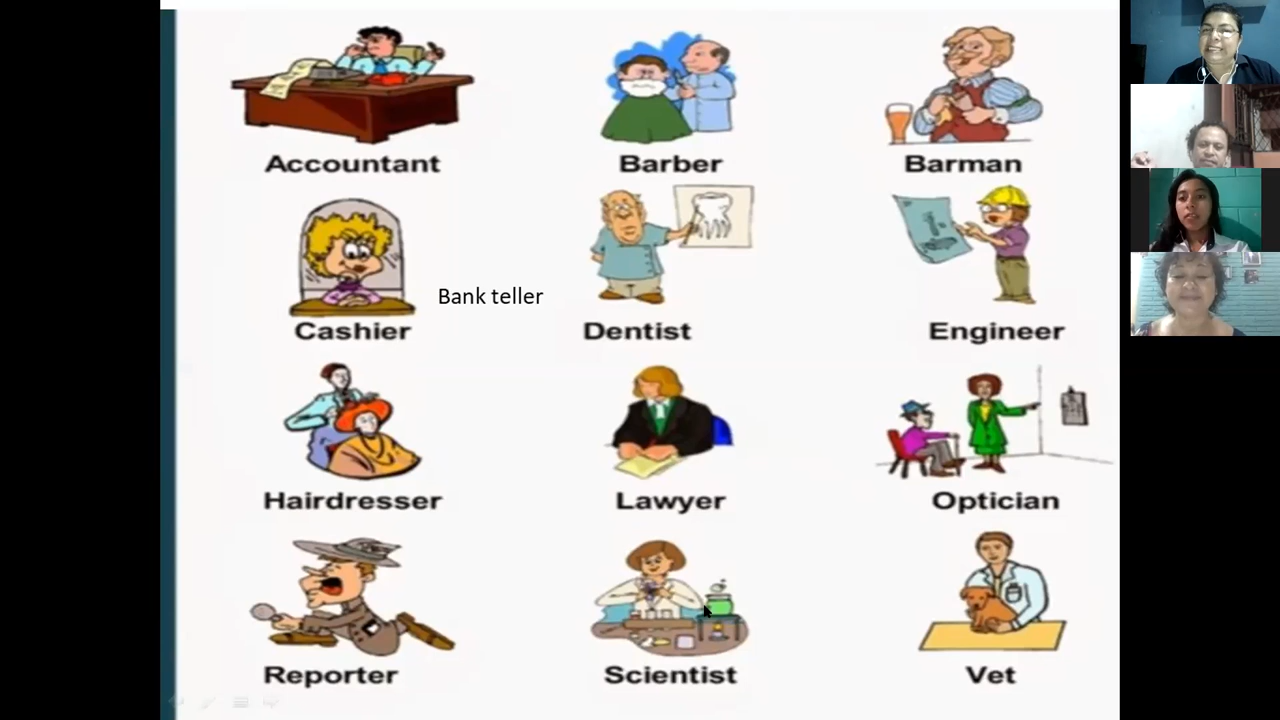 Accountant
Barber
Barman
Bank teller
Cashier
Dentist
Engineer
Hairdresser
Lawyer
Optician
Reporter
Scientist
Vet